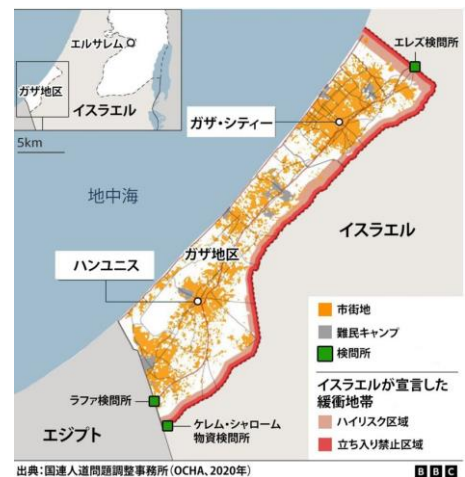 エルサレム
ガザ地区
イスラエル
5km
エレズ検問所
ガザ・シティー
地中海
イスラエル
ハンユニス
ガザ地区
市街地
難民キャンプ
検問所
イスラエルが宣言した
緩衝地帯
ハイリスク区域
立ち入り禁止区域
ラファ検問所
ケレム・シャローム
物資検問所
エジプト
出典：国連人道問題調整事務所（OCHA、2020年）
BBC